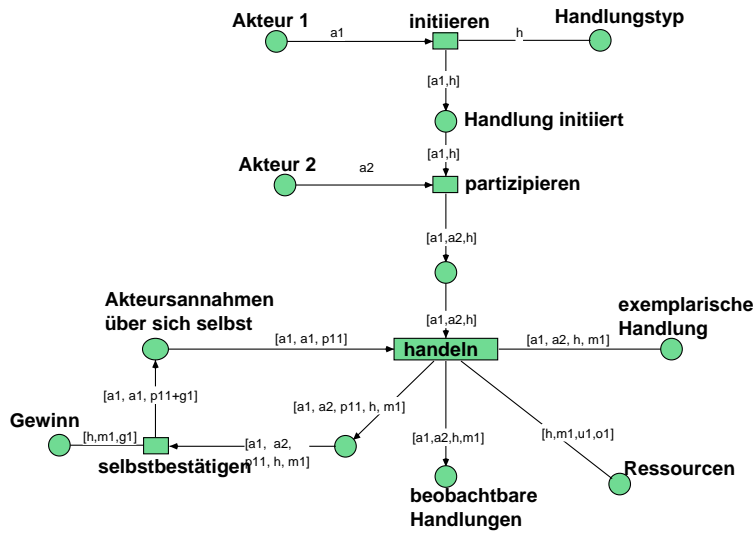 Akteur 1
initiieren
Handlungstyp
a1
h
[a1,h]
Handlung initiiert
[a1,h]
Akteur 2
a2
partizipieren
[a1,a2,h]
Akteursannahmen
über sich selbst
[a1,a2,h]
exemplarische
Handlung
[a1, a1, p11]
handeln
[a1, a2, h, m1]
[a1, a1, p11+g1]
[a1, a2, p11, h, m1]
Gewinn
[h,m1,g1]
[a1, a2,
p11, h, m1]
[a1,a2,h,m1]
[h,m1,u1,o1]
selbstbestätigen
Ressourcen
beobachtbare
Handlungen